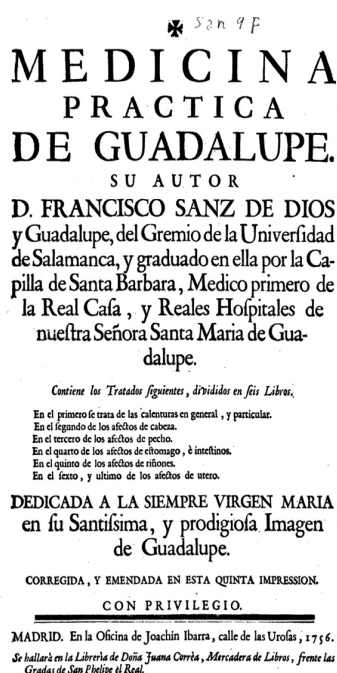 ✠ San 9 F
MEDICINA
PRACTICA
DE GUADALUPE.
SU AUTOR
D. FRANCISCO SANZ DE DIOS
y Guadalupe, del Gremio de la Univerſidad
de Salamanca, y graduado en ella por la Ca-
pilla de Santa Barbara, Medico primero de
la Real Caſa, y Reales Hoſpitales de
nueſtra Señora Santa Maria de Gua-
dalupe.
Contiene los Tratados ſiguientes, divididos en ſeis Libros.
En el primero ſe trata de las calenturas en general, y particular.
En el ſegundo de los afectos de cabeza.
En el tercero de los afectos de pecho.
En el quarto de los afectos de eſtomago, è inteſtinos.
En el quinto de los afectos de riñones.
En el ſexto, y ultimo de los afectos de utero.
DEDICADA A LA SIEMPRE VIRGEN MARIA
en ſu Santiſsima, y prodigioſa Imagen
de Guadalupe.
CORREGIDA, Y EMENDADA EN ESTA QUINTA IMPRESSION.
CON PRIVILEGIO.
MADRID. En la Oficina de Joachin Ibarra, calle de las Uroſas, 1756.
Se hallarà en la Librerìa de Doña Juana Corrèa, Mercadera de Libros, frente las
Gradas de San Phelipe el Real.